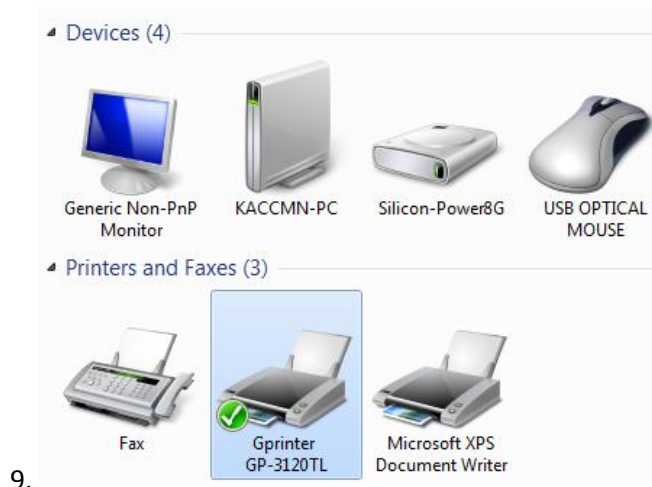 Devices (4)
Generic Non-PnP
Monitor
KACCMN-PC
Silicon-Power8G
USB OPTICAL
MOUSE
Printers and Faxes (3)
Fax
Gprinter
GP-3120TL
Microsoft XPS
Document Writer
9.